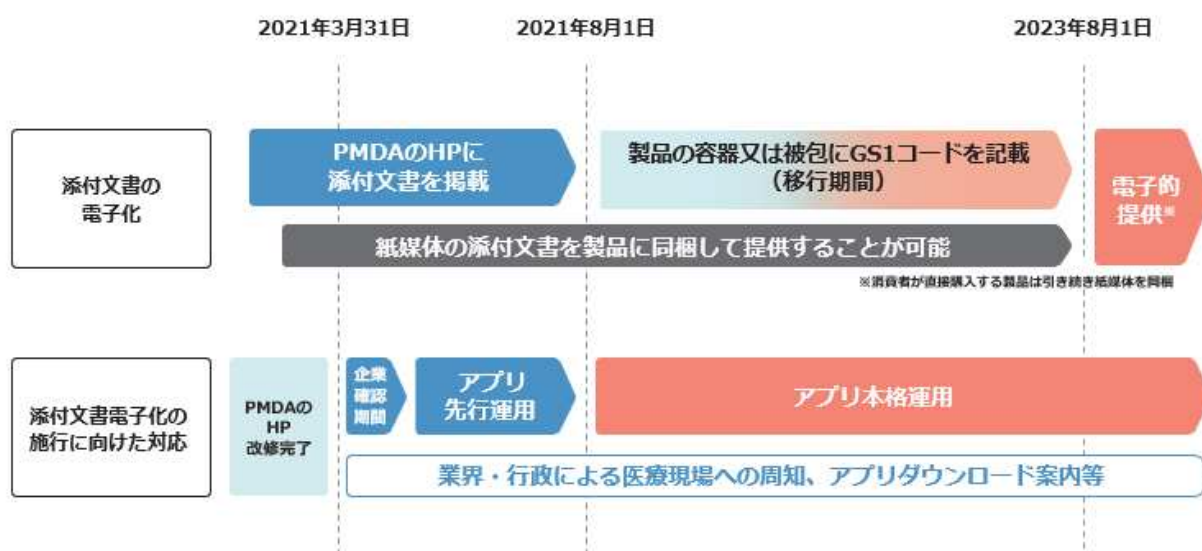 2021年3月31日
2021年8月1日
2023年8月1日
添付文書の
電子化
PMDAのHPに
添付文書を掲載
製品の容器又は被包にGS1コードを記載
（移行期間）
電子的
提供※
紙媒体の添付文書を製品に同梱して提供することが可能
※消費者が直接購入する製品は引き続き紙媒体を同梱
添付文書電子化の
施行に向けた対応
PMDAの
HP
改修完了
企業
確認
期間
アプリ
先行運用
アプリ本格運用
業界・行政による医療現場への周知、アプリダウンロード案内等